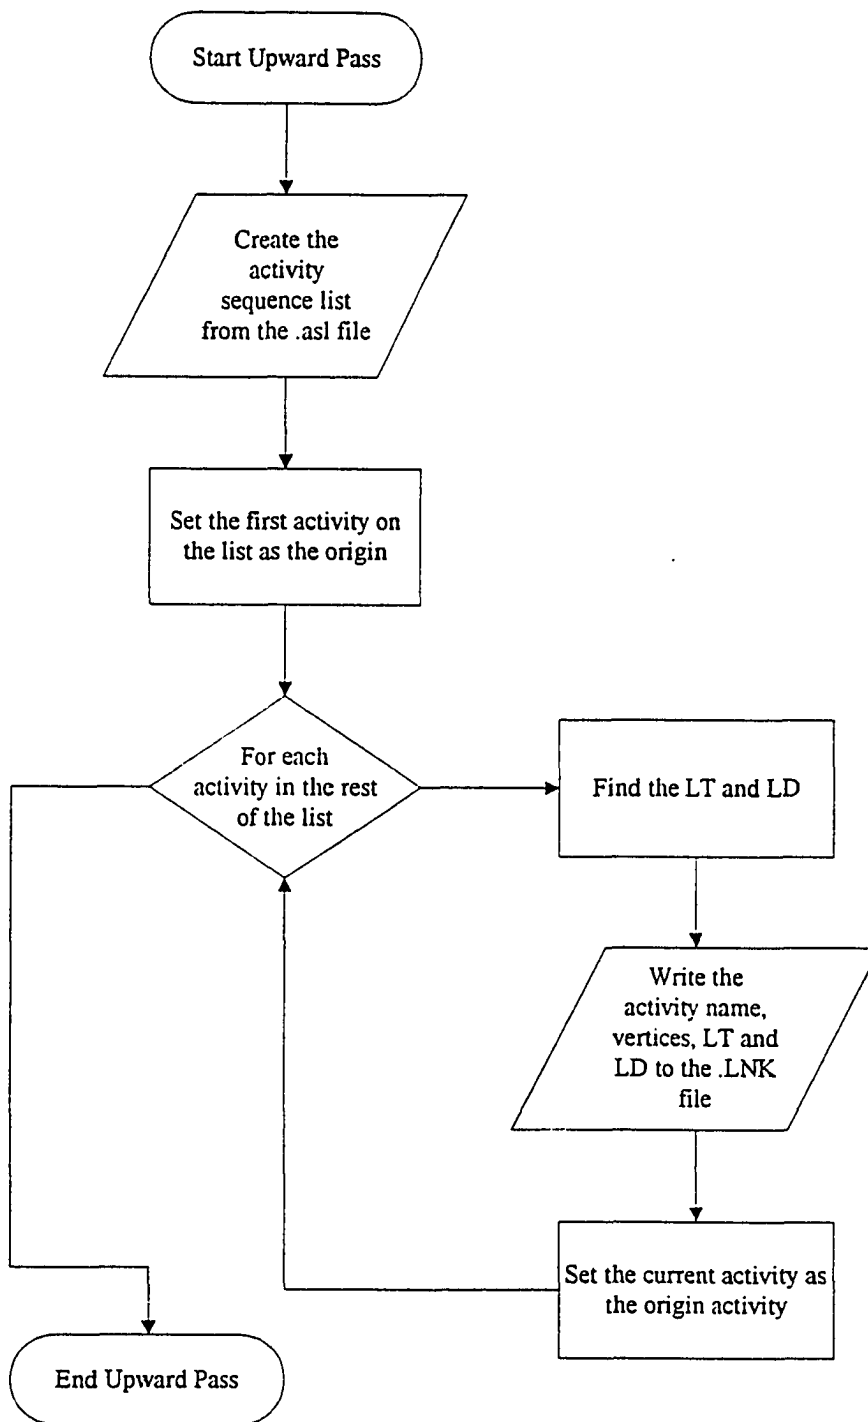 Start Upward Pass
Create the
activity
sequence list
from the .asl file
Set the first activity on
the list as the origin
For each
activity in the rest
of the list
Find the LT and LD
Write the
activity name,
vertices, LT and
LD to the .LNK
file
Set the current activity as
the origin activity
End Upward Pass